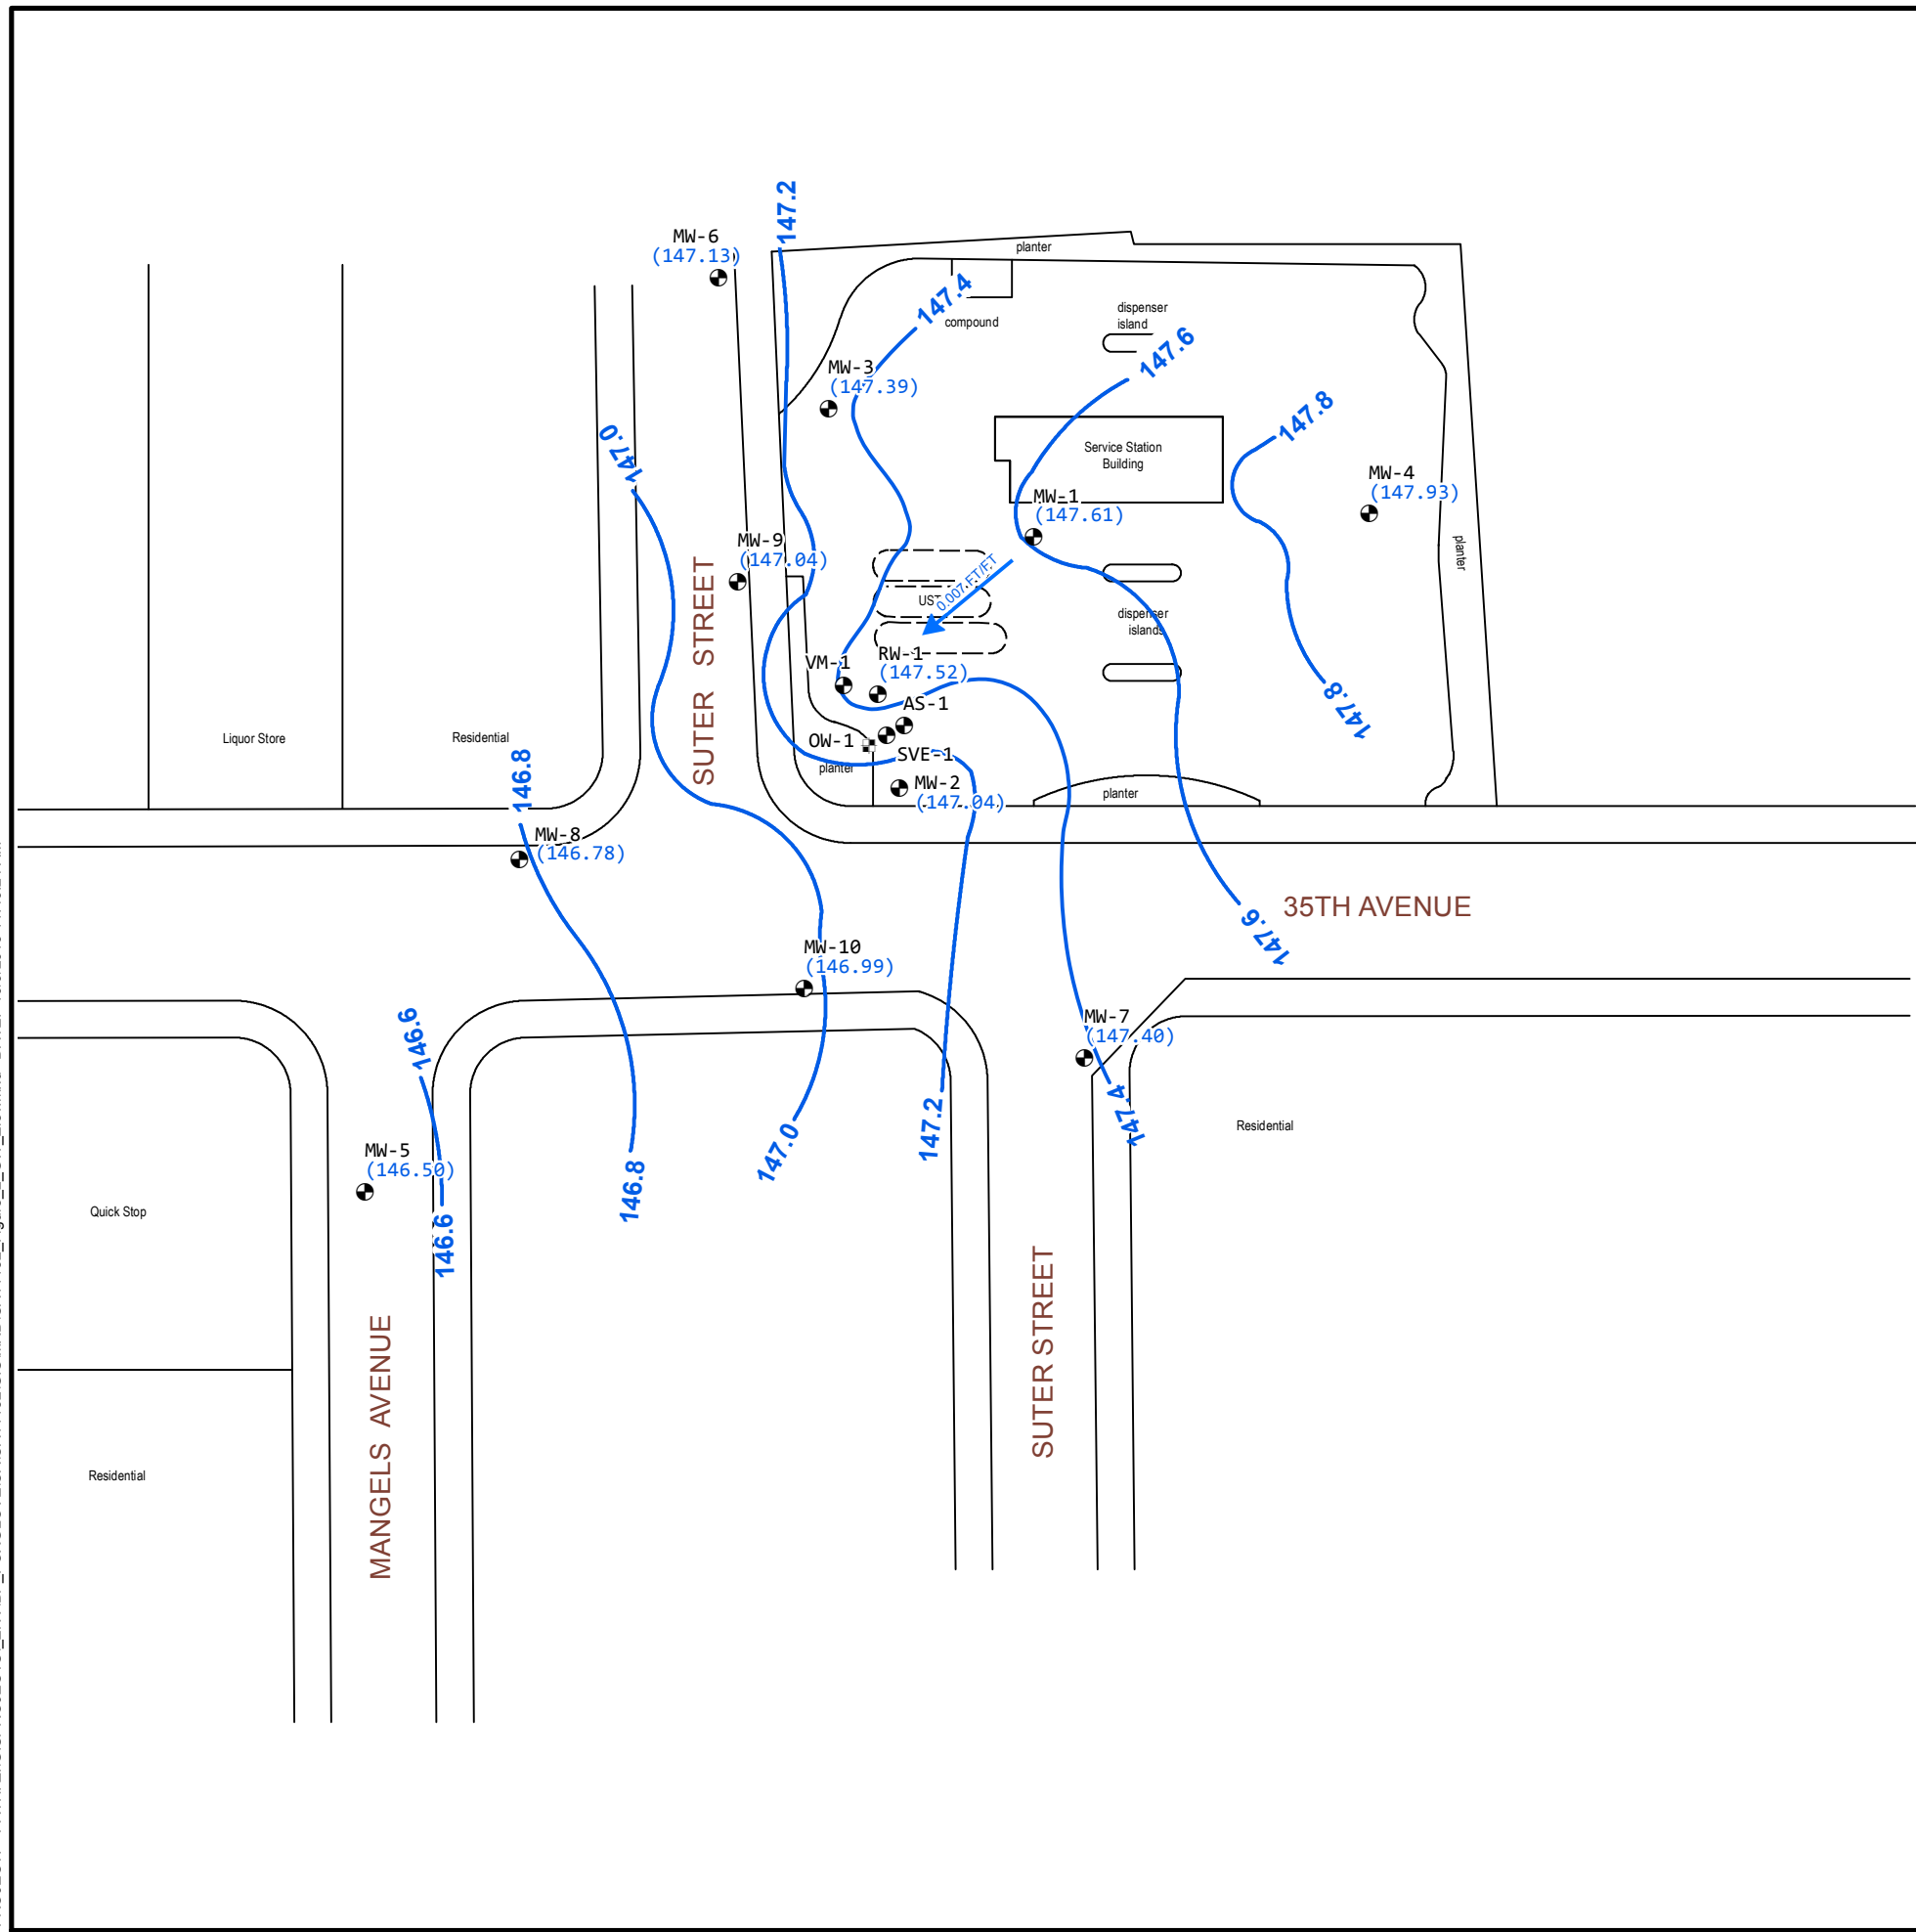 147.2
MW-6
(147.13)
planter
147.4
compound
dispenser
island
147.6
MW-3
(147.39)
147.8
147.0
Service Station
Building
MW-4
(147.93)
MW-1
(147.61)
MW-9
(147.04)
planter
0.007 FT/FT
UST
dispenser
islands
SUTER STREET
VM-1
RW-1
(147.52)
AS-1
147.8
Liquor Store
Residential
OW-1
SVE-1
planter
146.8
MW-2
(147.04)
planter
MW-8
(146.78)
35TH AVENUE
147.6
MW-10
(146.99)
146.6
MW-7
(147.40)
147.4
147.2
147.0
Residential
MW-5
(146.50)
146.8
Quick Stop
146.6
SUTER STREET
MANGELS AVENUE
Residential